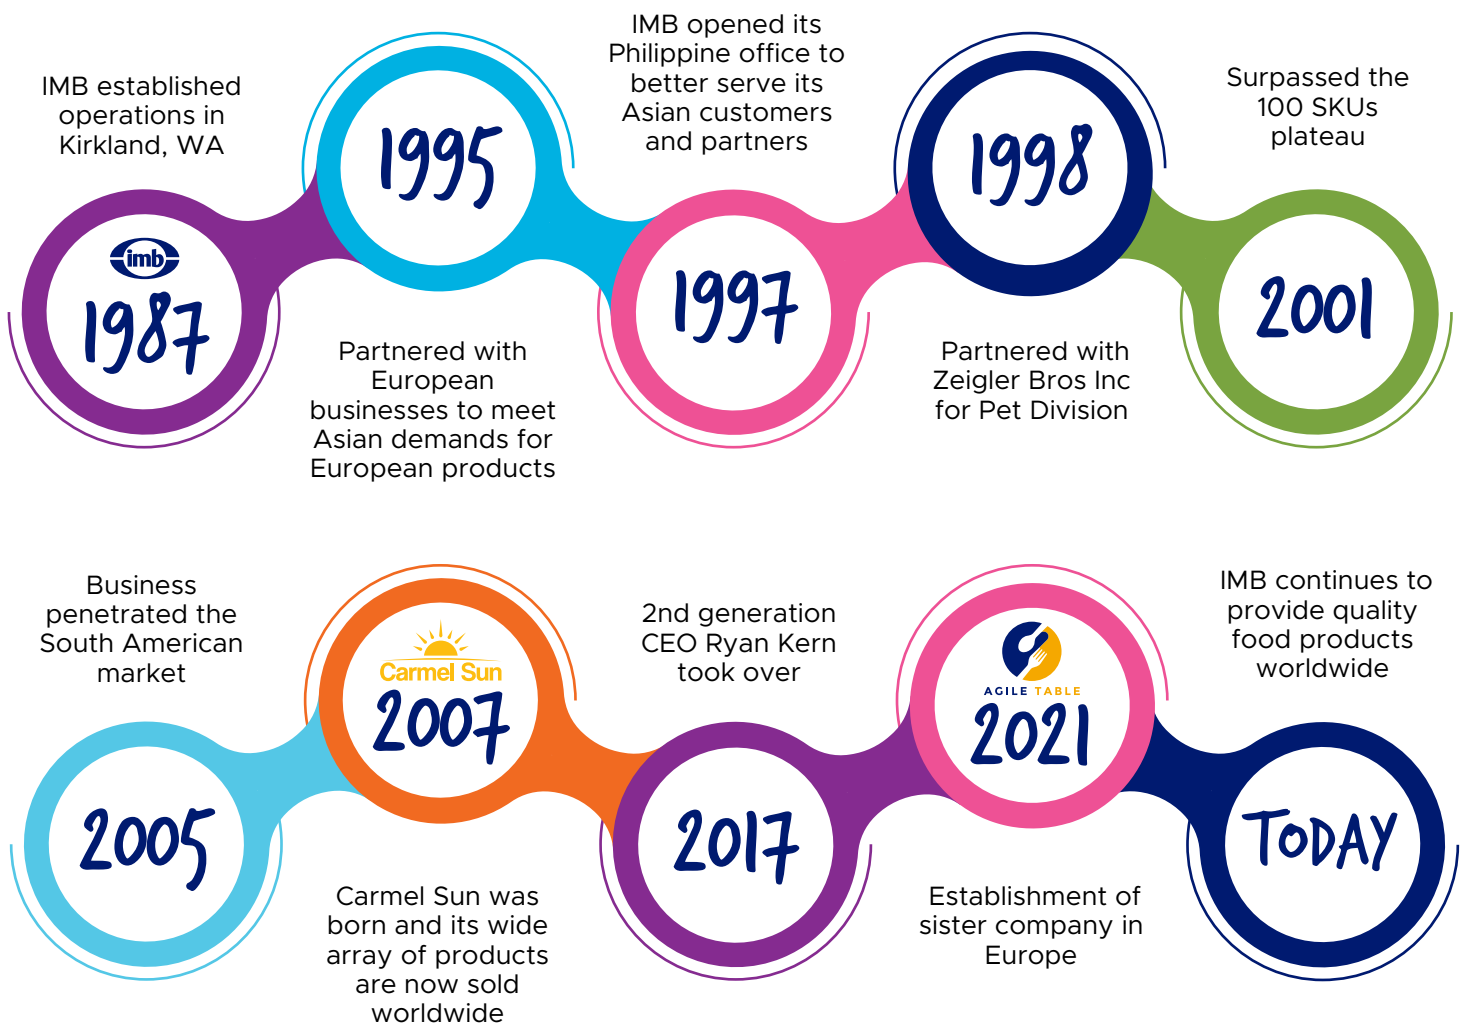 IMB established
operations in
Kirkland, WA
imb
1987
1995
Partnered with
European
businesses to meet
Asian demands for
European products
IMB opened its
Philippine office to
better serve its
Asian customers
and partners
1997
1998
Partnered with
Zeigler Bros Inc
for Pet Division
Surpassed the
100 SKUs
plateau
2001
Business
penetrated the
South American
market
2005
Carmel Sun
2007
Carmel Sun was
born and its wide
array of products
are now sold
worldwide
2nd generation
CEO Ryan Kern
took over
2017
AGILE TABLE
2021
Establishment of
sister company in
Europe
IMB continues to
provide quality
food products
worldwide
TODAY